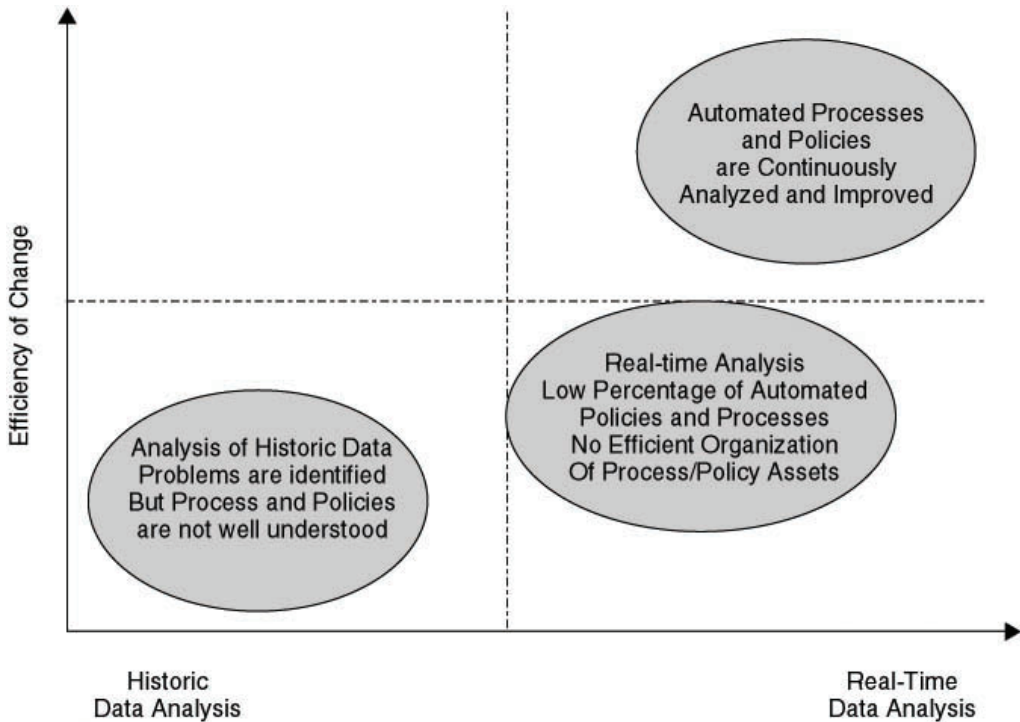 Efficiency of Change
Automated Processes
and Policies
are Continuously
Analyzed and Improved
Real-time Analysis
Low Percentage of Automated
Policies and Processes
No Efficient Organization
Of Process/Policy Assets
Analysis of Historic Data
Problems are identified
But Process and Policies
are not well understood
Historic
Data Analysis
Real-Time
Data Analysis